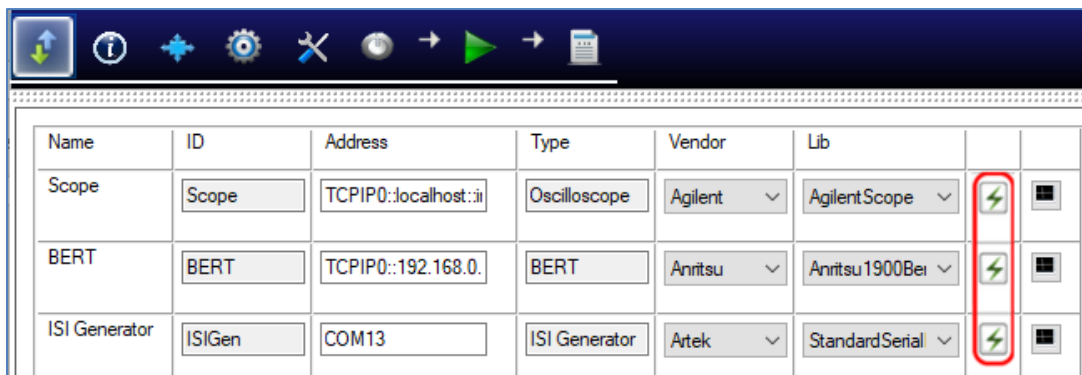 Name ID Address Type Vendor Lib
Scope Scope TCPIP0::localhost:: Oscilloscope Agilent AgilentScope
BERT BERT TCPIP0::192.168.0. BERT Anritsu Anritsu1900Ber
ISI Generator ISIGen COM13 ISI Generator Artek StandardSerial